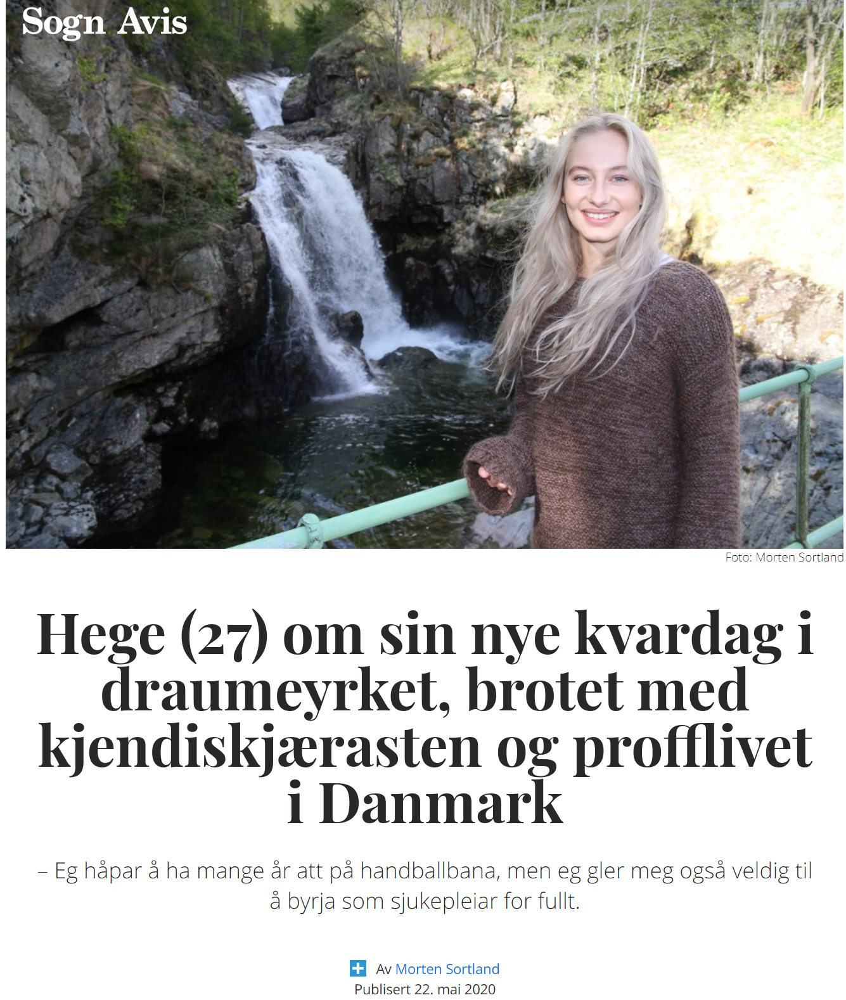 Sogn Avis
Foto: Morten Sortland
Hege (27) om sin nye kvardag i
draumeyrket, brotet med
kjendiskjærasten og profflivet
i Danmark
– Eg håpar å ha mange år att på handballbana, men eg gler meg også veldig til
å byrja som sjukepleiar for fullt.
Av Morten Sortland
Publisert 22. mai 2020